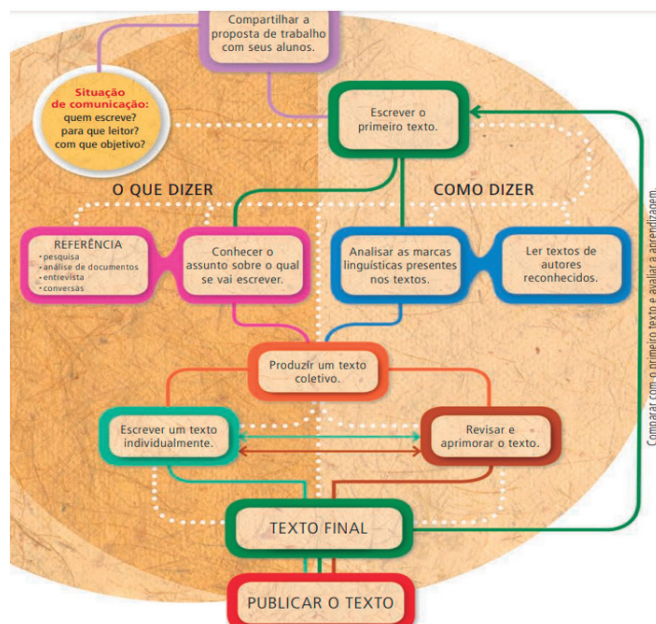 Compartilhar a
proposta de trabalho
com seus alunos.
Situação
de comunicação:
quem escreve?
para que leitor?
com que objetivo?
Escrever o
primeiro texto.
O QUE DIZER
COMO DIZER
REFERÊNCIA
• pesquisa
• análise de documentos
• entrevista
• conversas
Conhecer o
assunto sobre o qual
se vai escrever.
Analisar as marcas
linguísticas presentes
nos textos.
Ler textos de
autores
reconhecidos.
Produzir um texto
coletivo.
Escrever um texto
individualmente.
Revisar e
aprimorar o texto.
TEXTO FINAL
PUBLICAR O TEXTO
Comparar com o primeiro texto e avaliar a aprendizagem.